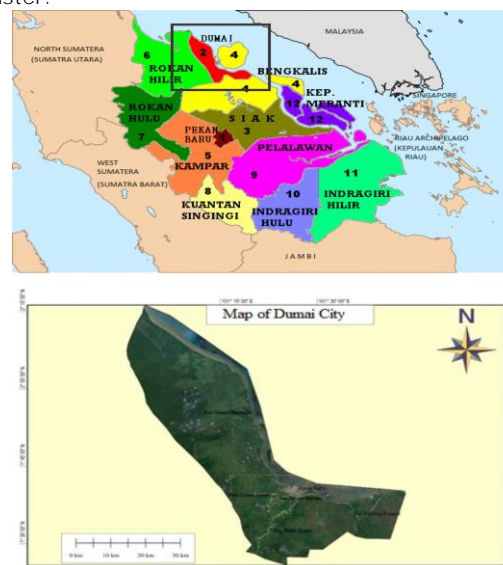 ster.
MALAYSIA
NORTH SUMATERA
(SUMATRA UTARA)
DUMAI
6
ROKAN
HILIR
2
4
BENGKALIS
4
4
KEP.
MERANTI
SINGAPORE
12
12
ROKAN
HULU
7
S I A K
3
PEKAN
BARU
1
RIAU ARCHIPELAGO
(KEPULAUAN
RIAU)
PELALAWAN
9
WEST
SUMATERA
(SUMATRA BARAT)
5
KAMPAR
11
INDRAGIRI
HILIR
8
KUANTAN
SINGINGI
10
INDRAGIRI
HULU
JAMBI
Map of Dumai City
N
0 km
10 km
20 km
30 km